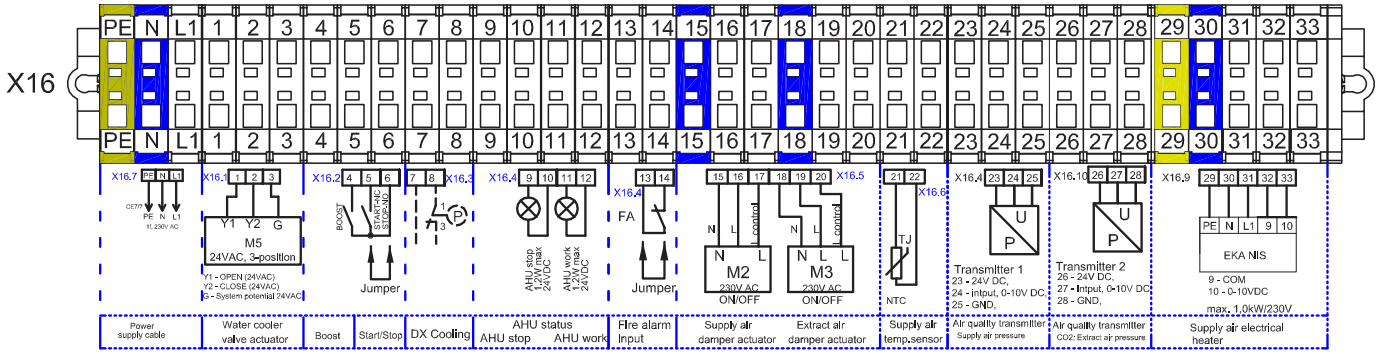 PE N L1 1 2 3 4 5 6 7 8 9 10 11 12 13 14 15 16 17 18 19 20 21 22 23 24 25 26 27 28 29 30 31 32 33
X16
PE N L1 1 2 3 4 5 6 7 8 9 10 11 12 13 14 15 16 17 18 19 20 21 22 23 24 25 26 27 28 29 30 31 32 33
X16.7
PE N L1
CE7/7
PE N L1
1f, 230V AC
Power
supply cable
X16.1
1 2 3
Y1 Y2 G
M5
24VAC, 3-position
Y1 - OPEN (24VAC)
Y2 - CLOSE (24VAC)
G - System potential 24VAC
Water cooler
valve actuator
X16.2
4 5 6
BOOST
START-NC
STOP-NO
Jumper
Boost
Start/Stop
7 8
X16.3
1
3
P
DX Cooling
X16.4
9 10 11 12
AHU stop
1,2W max
24VDC
AHU work
1,2W max
24VDC
AHU status
AHU stop AHU work
13 14
X16.4
FA
Jumper
Fire alarm
Input
15 16 17 18 19 20
X16.5
N L L control
N L
M2
230V AC
ON/OFF
N L L control
N L
M3
230V AC
ON/OFF
Supply air
damper actuator
Extract air
damper actuator
21 22
X16.6
TJ
NTC
Supply air
temp.sensor
X16.4
23 24 25
U
P
Transmitter 1
23 - 24V DC,
24 - intput, 0-10V DC,
25 - GND,
Air quality transmitter
Supply air pressure
X16.10
26 27 28
U
P
Transmitter 2
26 - 24V DC,
27 - Intput, 0-10V DC
28 - GND,
Air quality transmitter
CO2; Extract air pressure
X16.9
29 30 31 32 33
PE N L1 9 10
EKA NIS
9 - COM
10 - 0-10VDC
max. 1,0kW/230V
Supply air electrical
heater